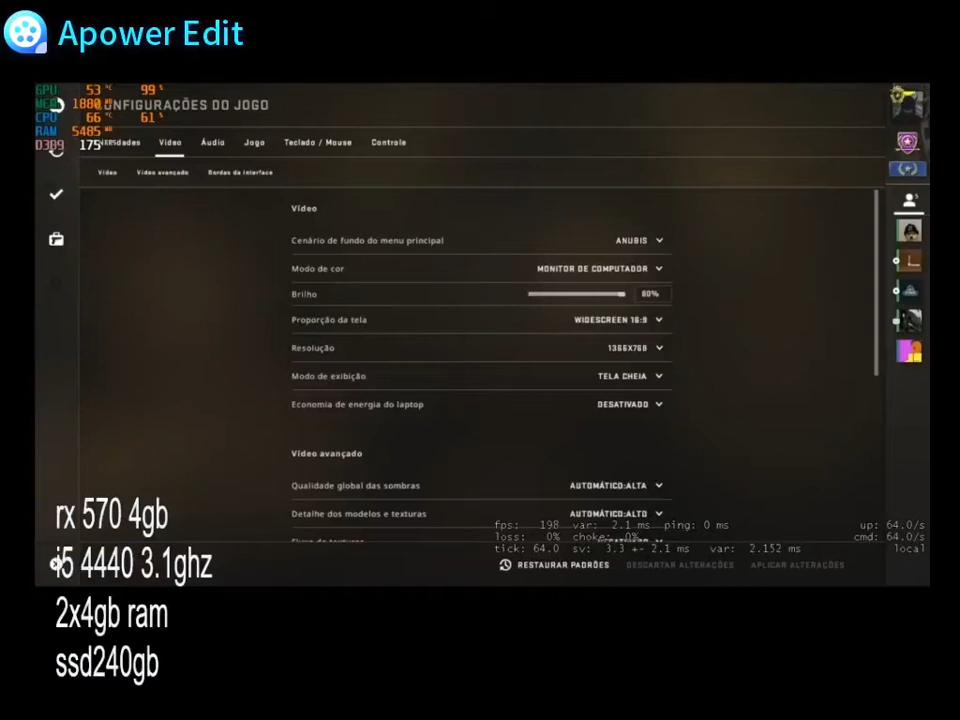 Apower Edit
GPU 53 °C 99 %
MEM 1880 MB
CONFIGURAÇÕES DO JOGO
CPU 66 °C 61 %
RAM 5485 MB
D3D9 175
Vídeo Áudio Jogo Teclado / Mouse Controle
Vídeo Vídeo avançado Bordas da interface
Vídeo
Cenário de fundo do menu principal ANUBIS
Modo de cor MONITOR DE COMPUTADOR
Brilho 80%
Proporção da tela WIDESCREEN 16:9
Resolução 1366X768
Modo de exibição TELA CHEIA
Economia de energia do laptop DESATIVADO
Vídeo avançado
Qualidade global das sombras AUTOMÁTICO:ALTA
Detalhe dos modelos e texturas AUTOMÁTICO:ALTO
fps: 198 var: 2.1 ms ping: 0 ms up: 64.0/s
loss: 0% choke: 0% cmd: 64.0/s
tick: 64.0 sv: 3.3 +- 2.1 ms var: 2.152 ms local
RESTAURAR PADRÕES DESCARTAR ALTERAÇÕES APLICAR ALTERAÇÕES
rx 570 4gb
i5 4440 3.1ghz
2x4gb ram
ssd240gb